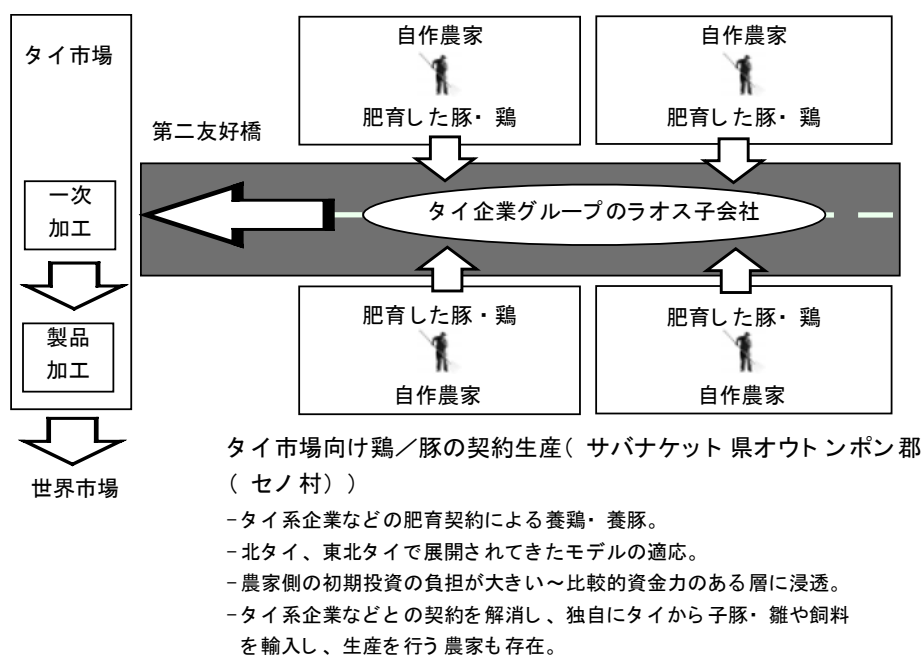 タイ市場
自作農家
肥育した豚・鶏
自作農家
肥育した豚・鶏
第二友好橋
一次
加工
タイ企業グループのラオス子会社
製品
加工
肥育した豚・鶏
自作農家
肥育した豚・鶏
自作農家
世界市場
タイ市場向け鶏/豚の契約生産(サバナケット県オウトンポン郡
(セノ村))
-タイ系企業などの肥育契約による養鶏・養豚。
-北タイ、東北タイで展開されてきたモデルの適応。
-農家側の初期投資の負担が大きい~比較的資金力のある層に浸透。
-タイ系企業などとの契約を解消し、独自にタイから子豚・雛や飼料
を輸入し、生産を行う農家も存在。